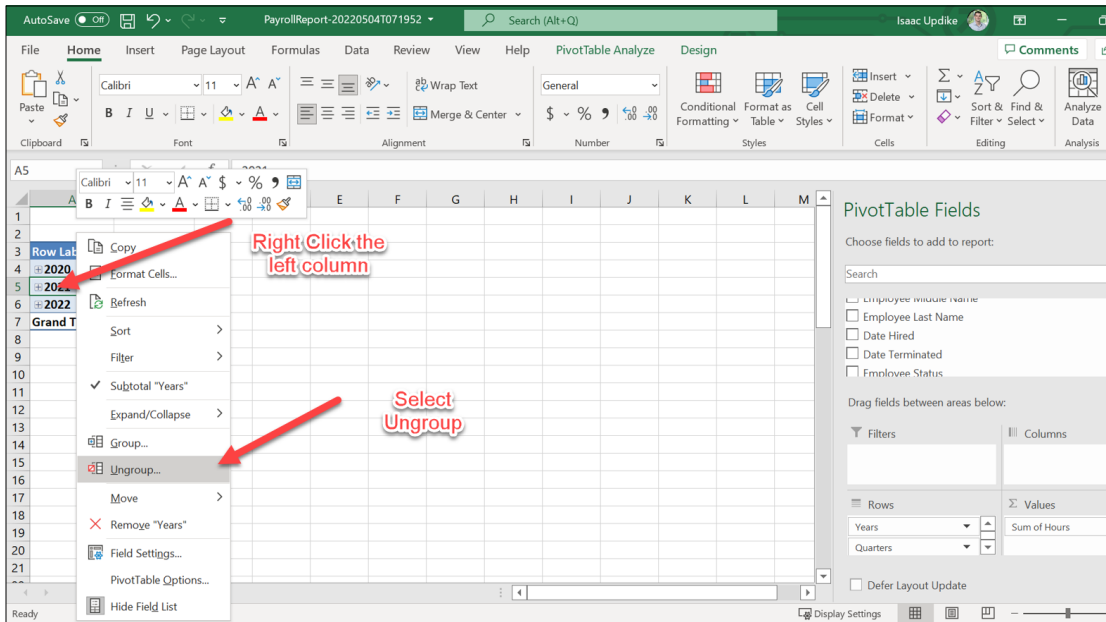 AutoSave Off PayrollReport-20220504T071952 Search (Alt+Q) Isaac Updike
File Home Insert Page Layout Formulas Data Review View Help PivotTable Analyze Design Comments
Paste
Calibri 11
B I U
Wrap Text
Merge & Center
General
$ % 9
Conditional Formatting
Format as Table
Cell Styles
Insert
Delete
Format
Sort & Filter
Find & Select
Analyze Data
Clipboard Font Alignment Number Styles Cells Editing Analysis
A5
Calibri 11 A A $ %
B I A
A E F G H I J K L M
1
2
3 Row Lab
4 2020
5 2021
6 2022
7 Grand T
8
9
10
11
12
13
14
15
16
17
18
19
20
21
Copy
Format Cells...
Refresh
Sort
Filter
Subtotal "Years"
Expand/Collapse
Group...
Ungroup...
Move
Remove "Years"
Field Settings...
PivotTable Options...
Hide Field List
Right Click the
left column
Select
Ungroup
PivotTable Fields
Choose fields to add to report:
Search
Employee Middle Name
Employee Last Name
Date Hired
Date Terminated
Employee Status
Drag fields between areas below:
Filters Columns
Rows Σ Values
Years Sum of Hours
Quarters
Defer Layout Update
Ready Display Settings